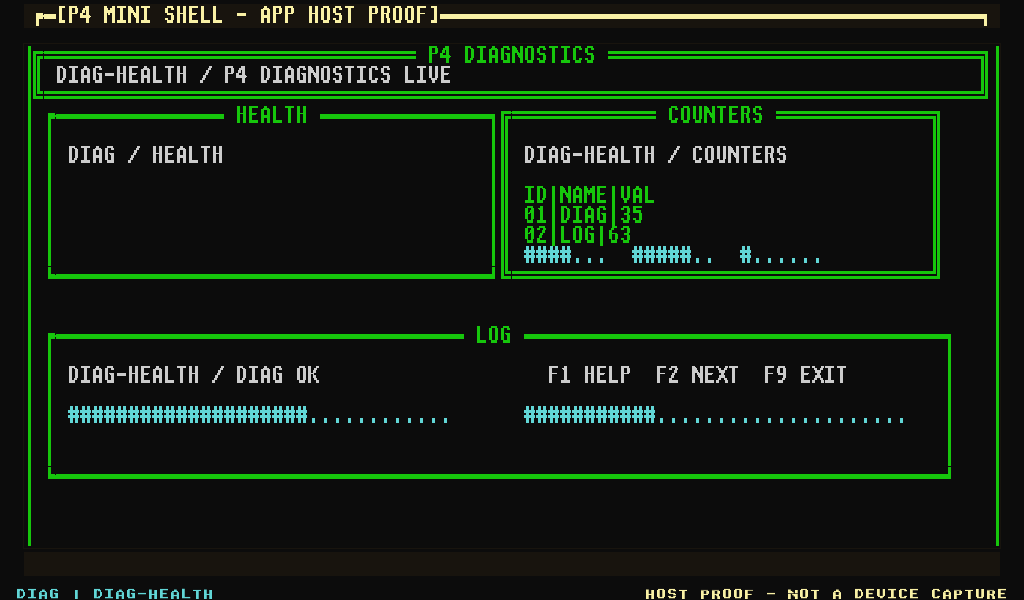 [P4 MINI SHELL - APP HOST PROOF]
P4 DIAGNOSTICS
DIAG-HEALTH / P4 DIAGNOSTICS LIVE
HEALTH
DIAG / HEALTH
COUNTERS
DIAG-HEALTH / COUNTERS
ID|NAME|VAL
01|DIAG|35
02|LOG|63
####... #####.. #......
LOG
DIAG-HEALTH / DIAG OK
F1 HELP F2 NEXT F9 EXIT
####################............
###########.....................
DIAG | DIAG-HEALTH
HOST PROOF - NOT A DEVICE CAPTURE